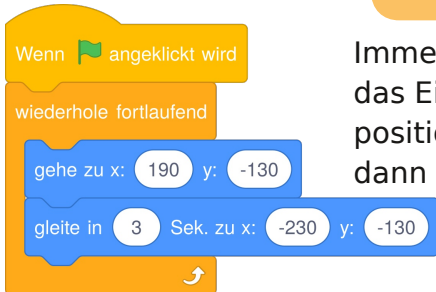 Wenn angeklickt wird
wiederhole fortlaufend
gehe zu x: 190 y: -130
gleite in 3 Sek. zu x: -230 y: -130
Imme
das Ei
positi
dann